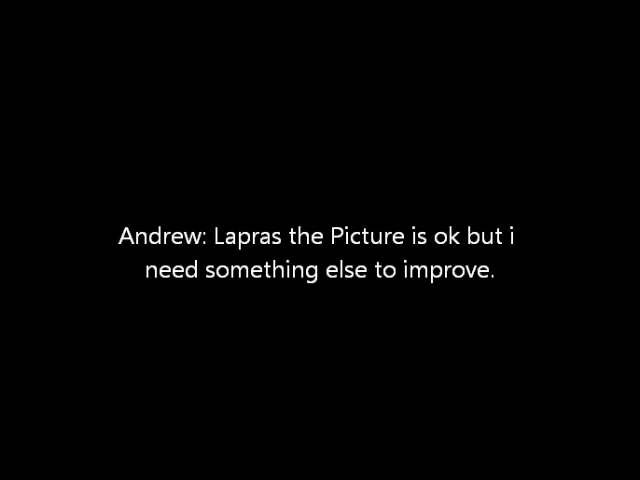 Andrew: Lapras the Picture is ok but i
need something else to improve.